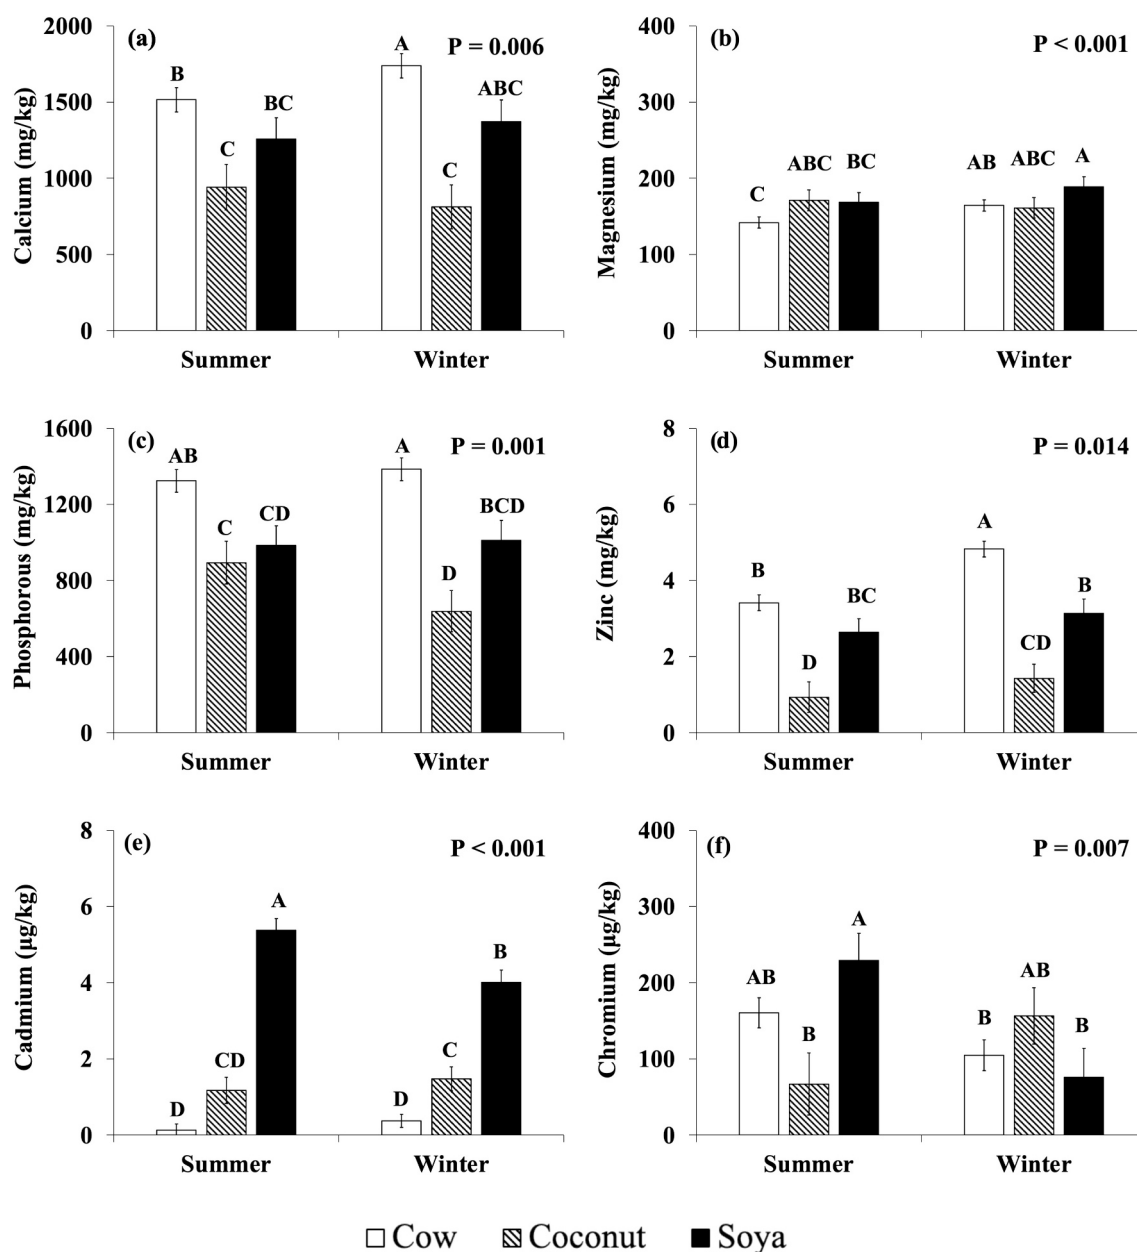 (a)
P = 0.006
Calcium (mg/kg)
2000
1500
1000
500
0
B
C
BC
A
C
ABC
Summer
Winter
(b)
P < 0.001
Magnesium (mg/kg)
400
300
200
100
0
C
ABC
BC
AB
ABC
A
Summer
Winter
(c)
P = 0.001
Phosphorous (mg/kg)
1600
1200
800
400
0
AB
C
CD
A
D
BCD
Summer
Winter
(d)
P = 0.014
Zinc (mg/kg)
8
6
4
2
0
B
D
BC
A
CD
B
Summer
Winter
(e)
P < 0.001
Cadmium (µg/kg)
8
6
4
2
0
D
CD
A
D
C
B
Summer
Winter
(f)
P = 0.007
Chromium (µg/kg)
400
300
200
100
0
AB
B
A
B
AB
B
Summer
Winter
Cow Coconut Soya